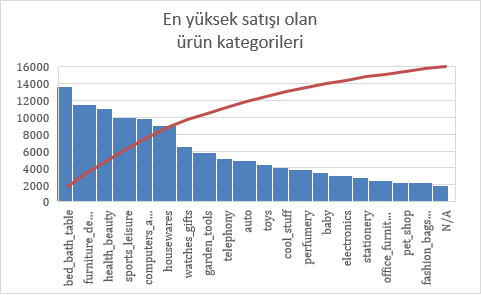 En yüksek satışı olan
ürün kategorileri
16000
14000
12000
10000
8000
6000
4000
2000
0
bed_bath_table
furniture_de...
health_beauty
sports_leisure
computers_a...
housewares
watches_gifts
garden_tools
telephony
auto
toys
cool_stuff
perfumery
baby
electronics
stationery
office_furnit...
pet_shop
fashion_bags...
N/A